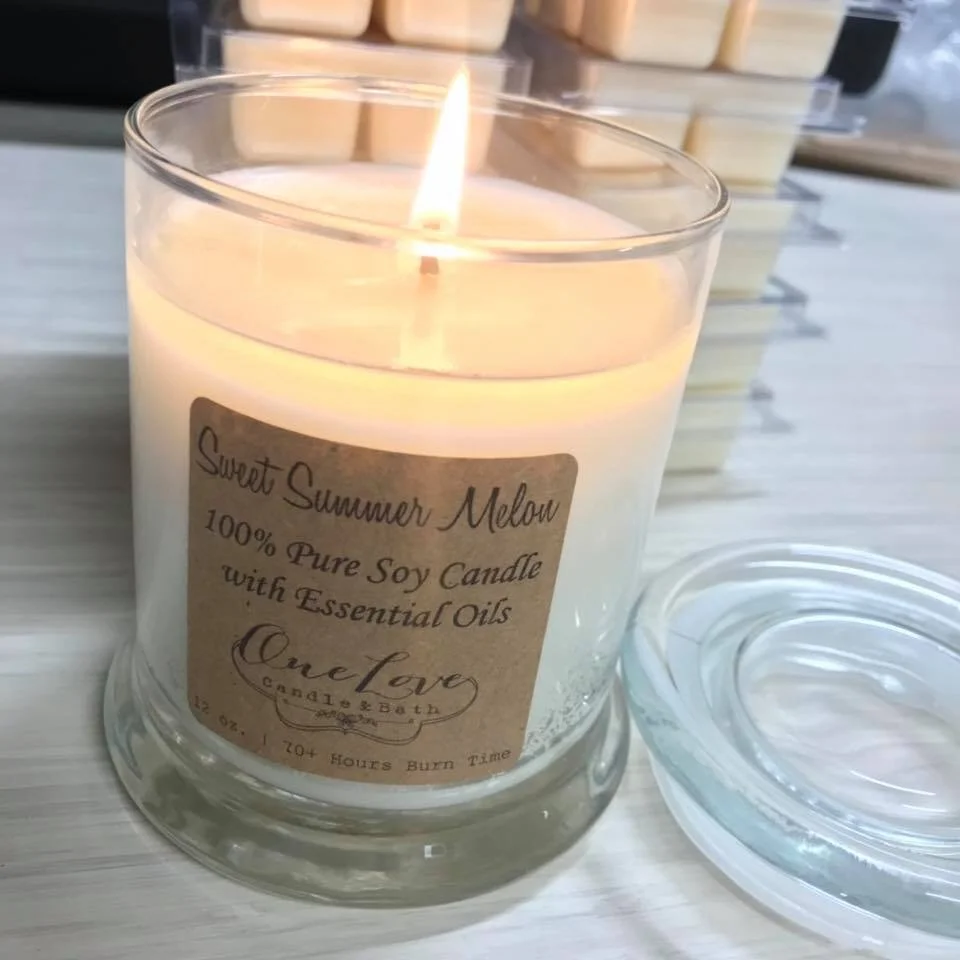 Sweet Summer Melon
100% Pure Soy Candle
with Essential Oils
One Love
Candle & Bath
12 oz. | 70+ Hours Burn Time